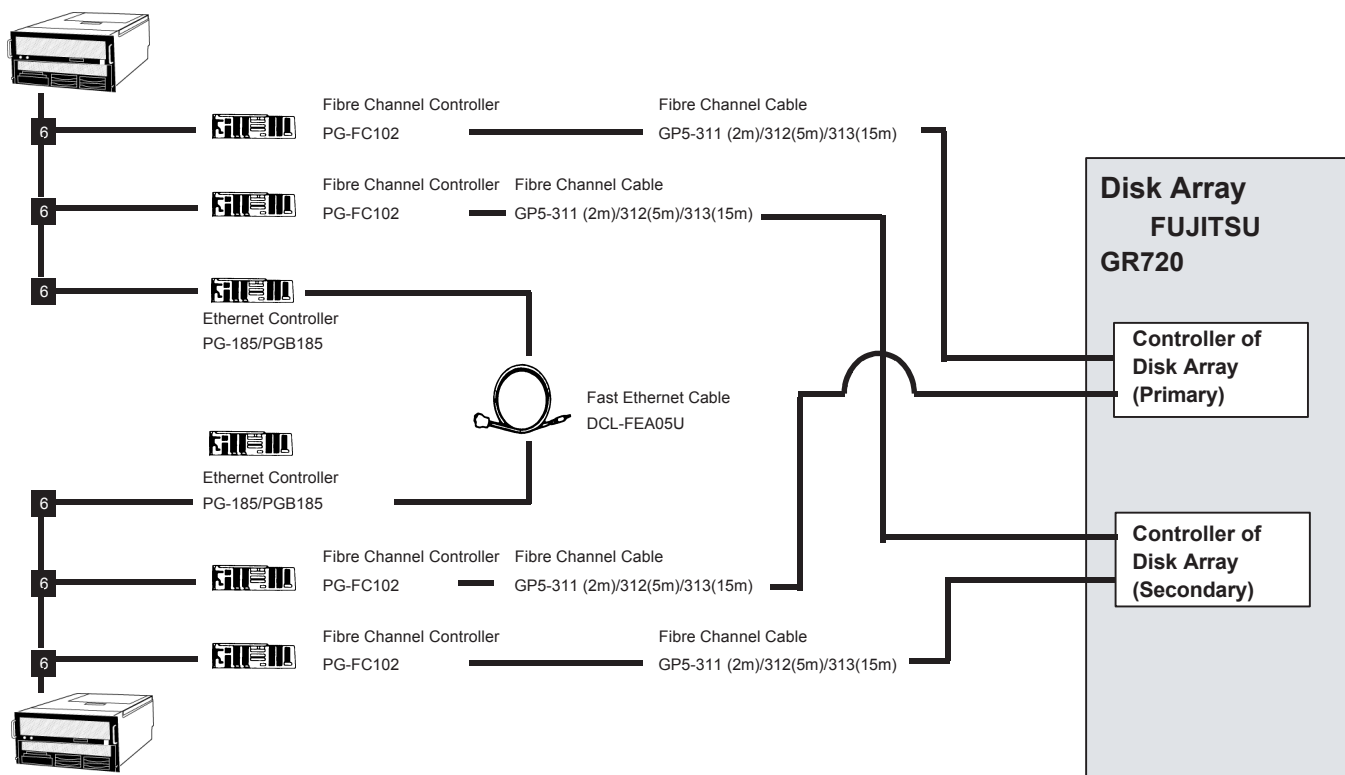 6
Fibre Channel Controller
PG-FC102
Fibre Channel Cable
GP5-311 (2m)/312(5m)/313(15m)
6
Fibre Channel Controller
PG-FC102
Fibre Channel Cable
GP5-311 (2m)/312(5m)/313(15m)
6
Ethernet Controller
PG-185/PGB185
Fast Ethernet Cable
DCL-FEA05U
Ethernet Controller
6
PG-185/PGB185
6
Fibre Channel Controller
PG-FC102
Fibre Channel Cable
GP5-311 (2m)/312(5m)/313(15m)
6
Fibre Channel Controller
PG-FC102
Fibre Channel Cable
GP5-311 (2m)/312(5m)/313(15m)
Disk Array
FUJITSU
GR720
Controller of
Disk Array
(Primary)
Controller of
Disk Array
(Secondary)